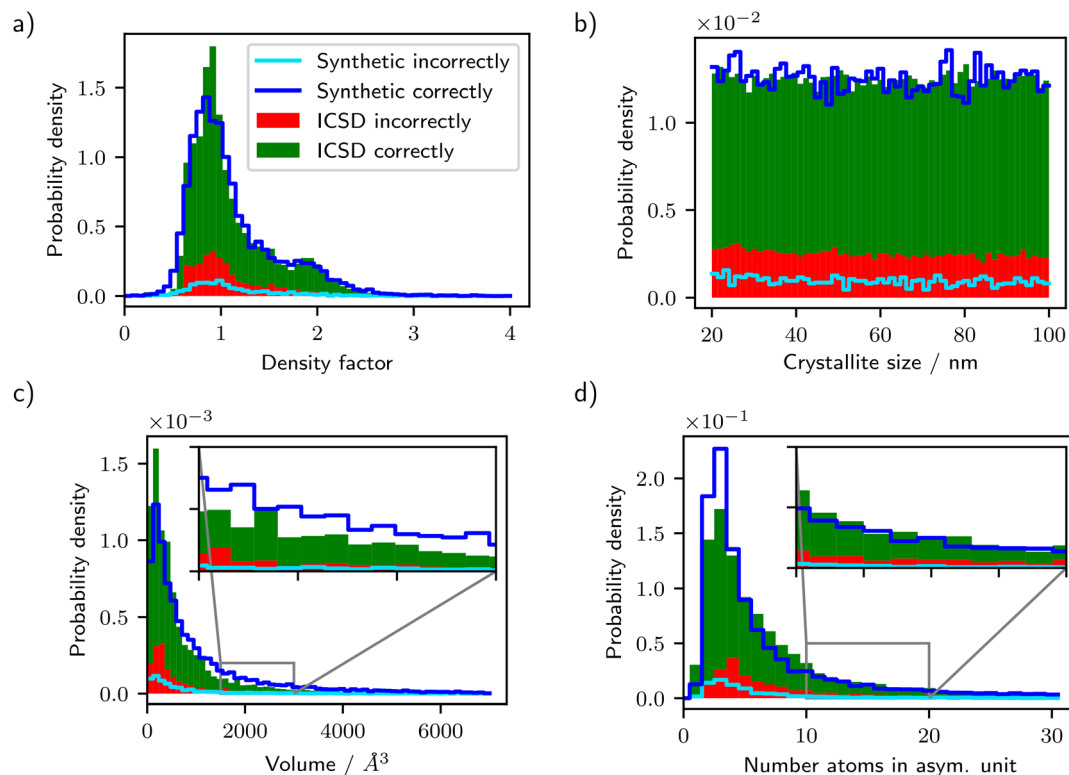 a)
Probability density
1.5
1.0
0.5
0.0
Synthetic incorrectly
Synthetic correctly
ICSD incorrectly
ICSD correctly
0 1 2 3 4
Density factor
b)
×10⁻²
Probability density
1.0
0.5
0.0
20 40 60 80 100
Crystallite size / nm
c)
×10⁻³
Probability density
1.5
1.0
0.5
0.0
0 2000 4000 6000
Volume / Å³
d)
×10⁻¹
Probability density
2.0
1.5
1.0
0.5
0.0
0 10 20 30
Number atoms in asym. unit